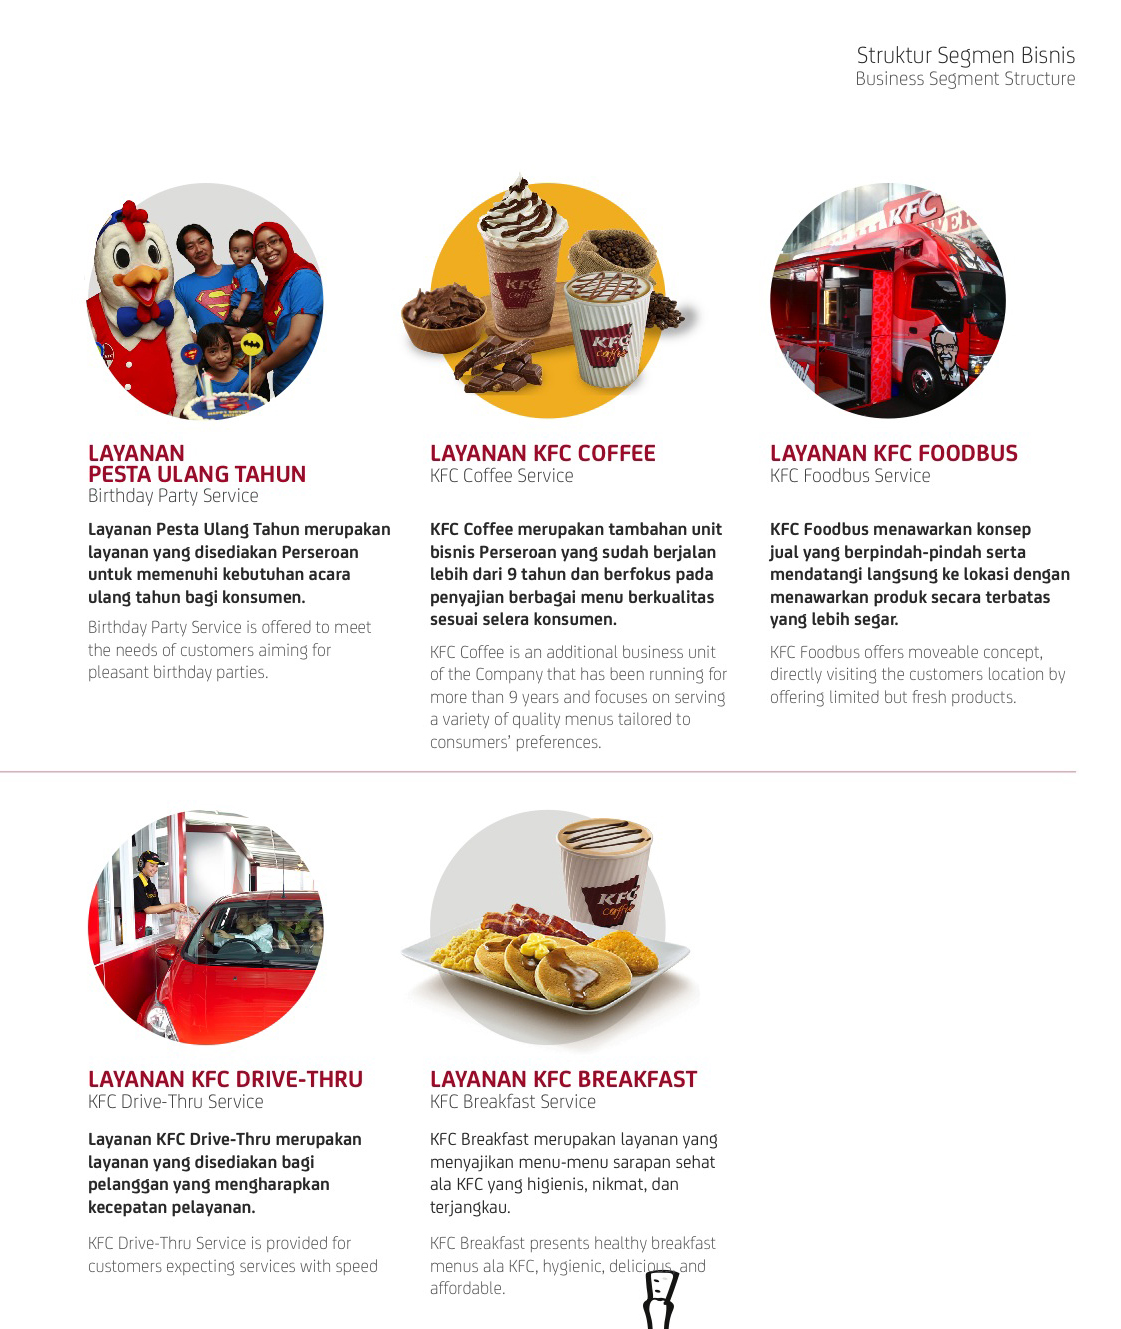 Struktur Segmen Bisnis
Business Segment Structure
KFC
Coffee
KFC
Coffee
KFC
LAYANAN
PESTA ULANG TAHUN
Birthday Party Service
Layanan Pesta Ulang Tahun merupakan
layanan yang disediakan Perseroan
untuk memenuhi kebutuhan acara
ulang tahun bagi konsumen.
Birthday Party Service is offered to meet
the needs of customers aiming for
pleasant birthday parties.
LAYANAN KFC COFFEE
KFC Coffee Service
KFC Coffee merupakan tambahan unit
bisnis Perseroan yang sudah berjalan
lebih dari 9 tahun dan berfokus pada
penyajian berbagai menu berkualitas
sesuai selera konsumen.
KFC Coffee is an additional business unit
of the Company that has been running for
more than 9 years and focuses on serving
a variety of quality menus tailored to
consumers’ preferences.
LAYANAN KFC FOODBUS
KFC Foodbus Service
KFC Foodbus menawarkan konsep
jual yang berpindah-pindah serta
mendatangi langsung ke lokasi dengan
menawarkan produk secara terbatas
yang lebih segar.
KFC Foodbus offers moveable concept,
directly visiting the customers location by
offering limited but fresh products.
KFC
Coffee
LAYANAN KFC DRIVE-THRU
KFC Drive-Thru Service
Layanan KFC Drive-Thru merupakan
layanan yang disediakan bagi
pelanggan yang mengharapkan
kecepatan pelayanan.
KFC Drive-Thru Service is provided for
customers expecting services with speed
LAYANAN KFC BREAKFAST
KFC Breakfast Service
KFC Breakfast merupakan layanan yang
menyajikan menu-menu sarapan sehat
ala KFC yang higienis, nikmat, dan
terjangkau.
KFC Breakfast presents healthy breakfast
menus ala KFC, hygienic, delicious, and
affordable.